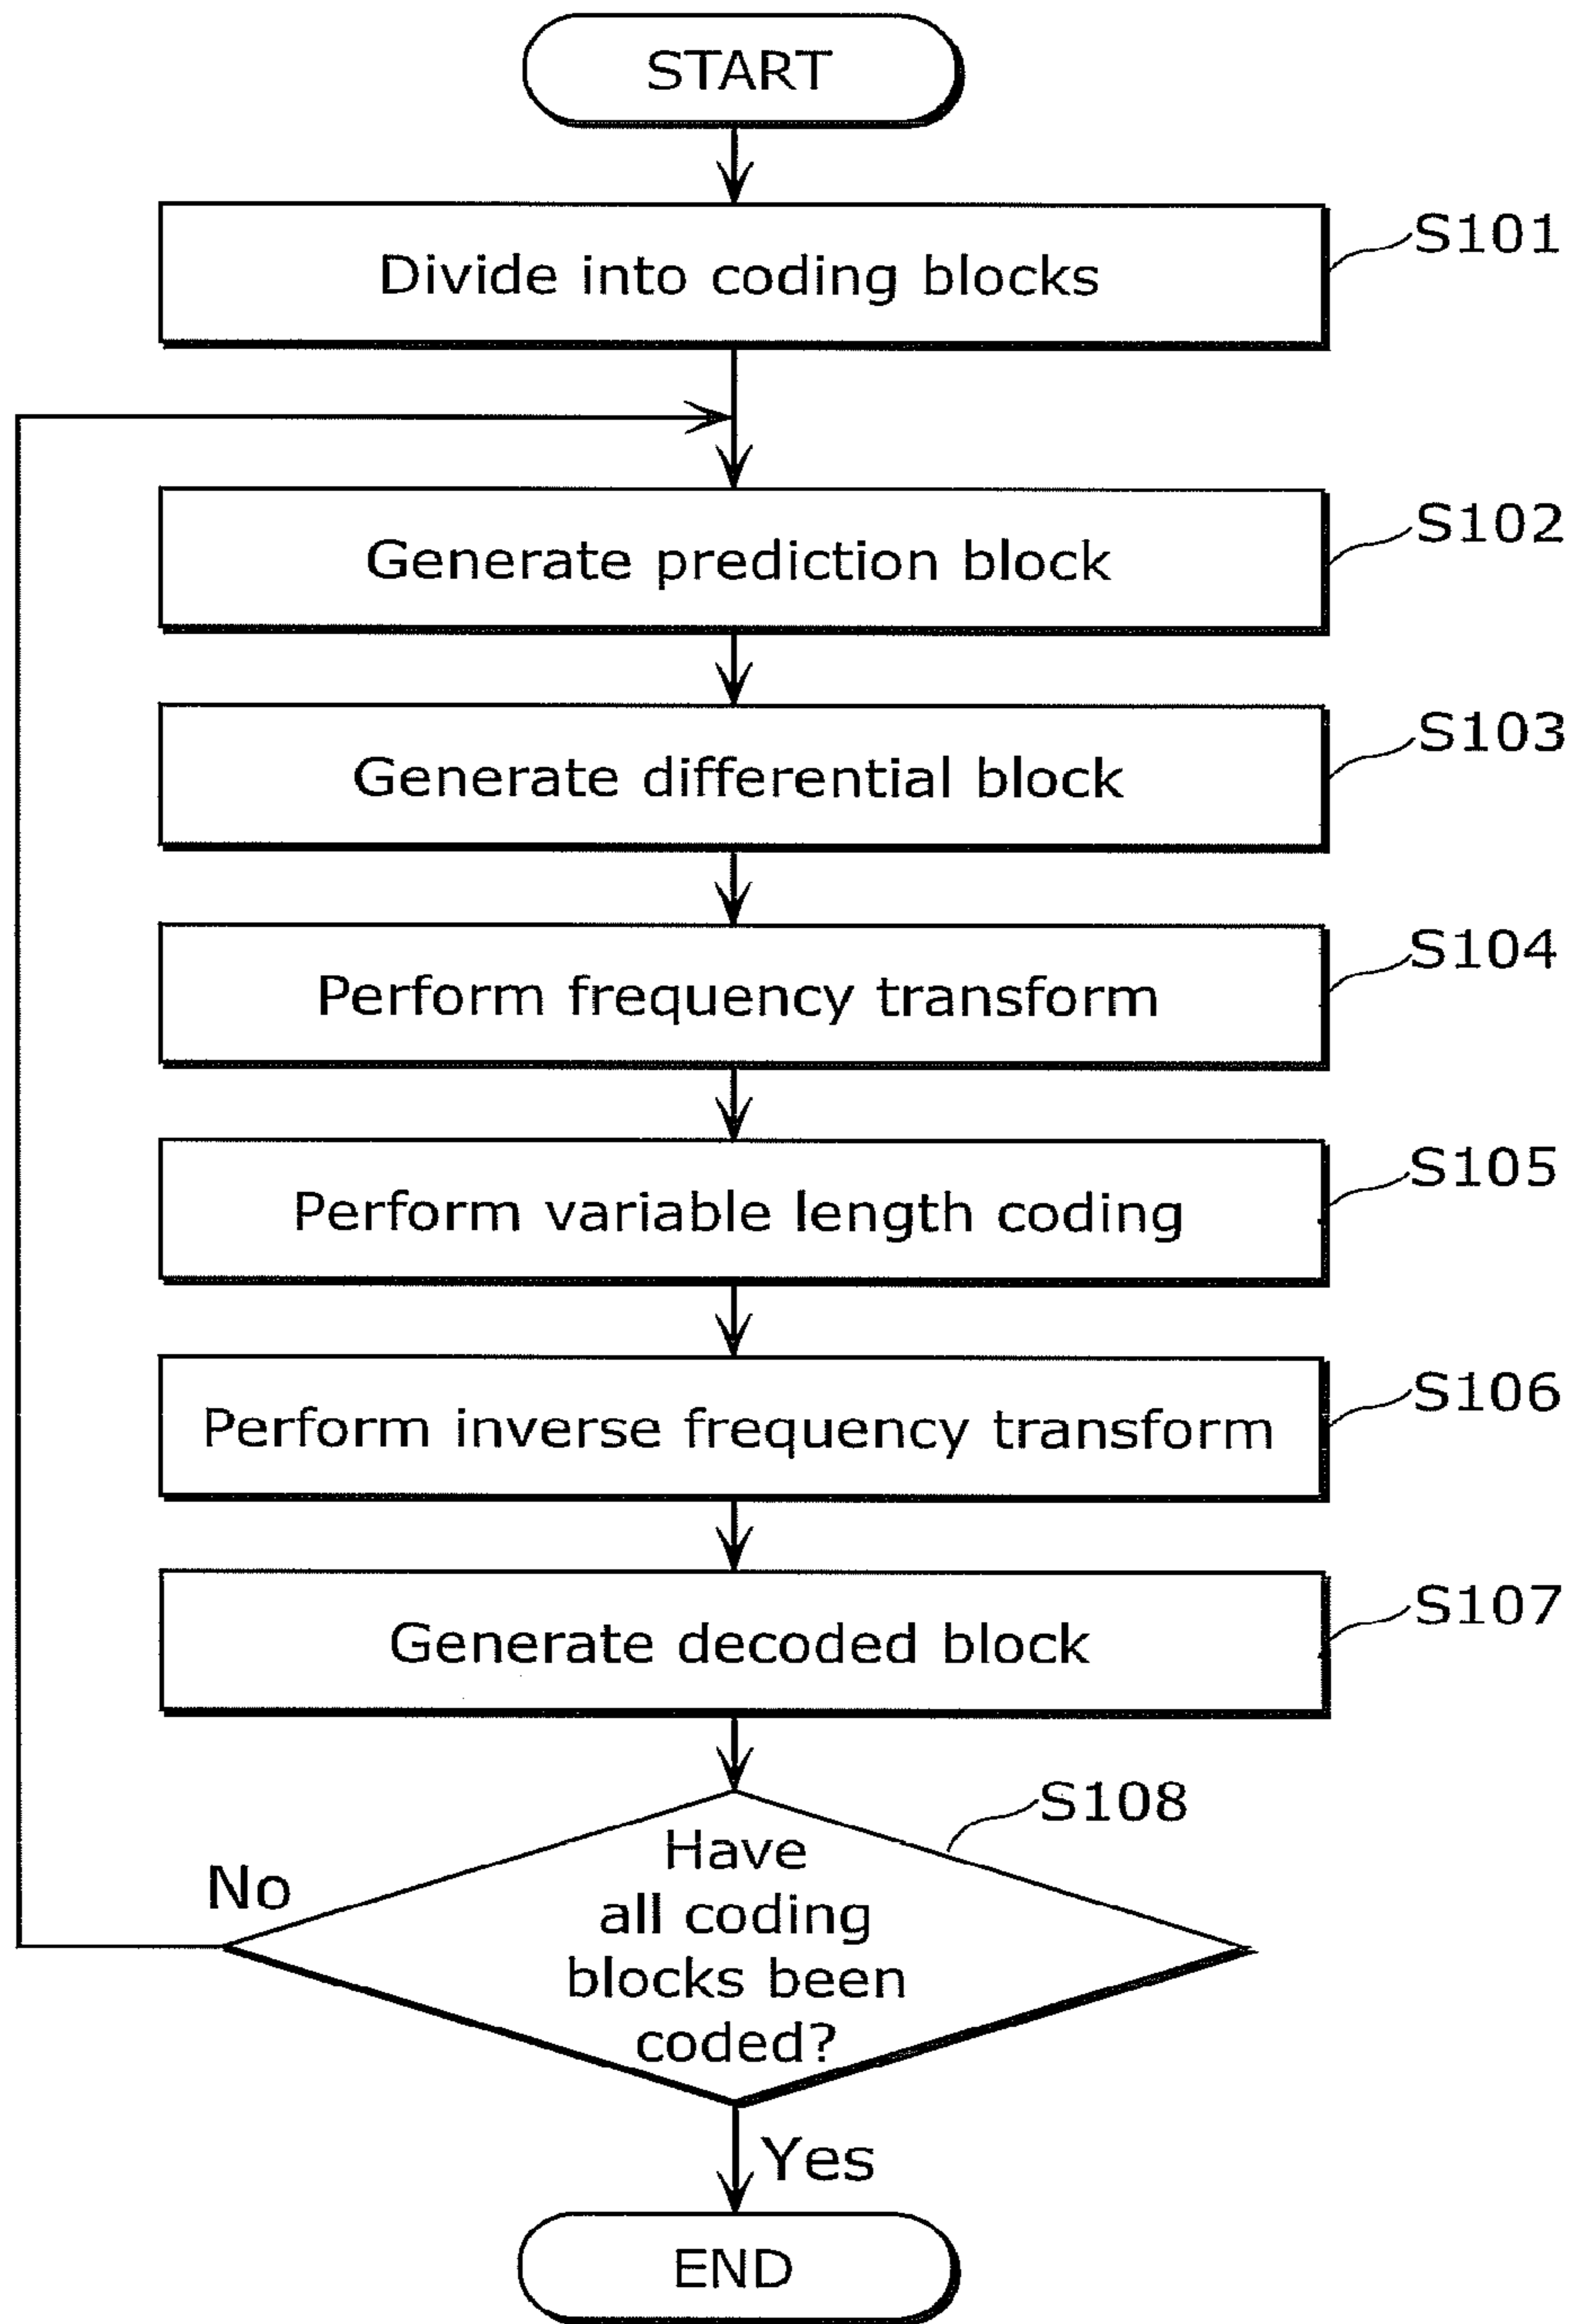 START
Divide into coding blocks
S101
Generate prediction block
S102
Generate differential block
S103
Perform frequency transform
S104
Perform variable length coding
S105
Perform inverse frequency transform
S106
Generate decoded block
S107
S108
Have
all coding
blocks been
coded?
No
Yes
END